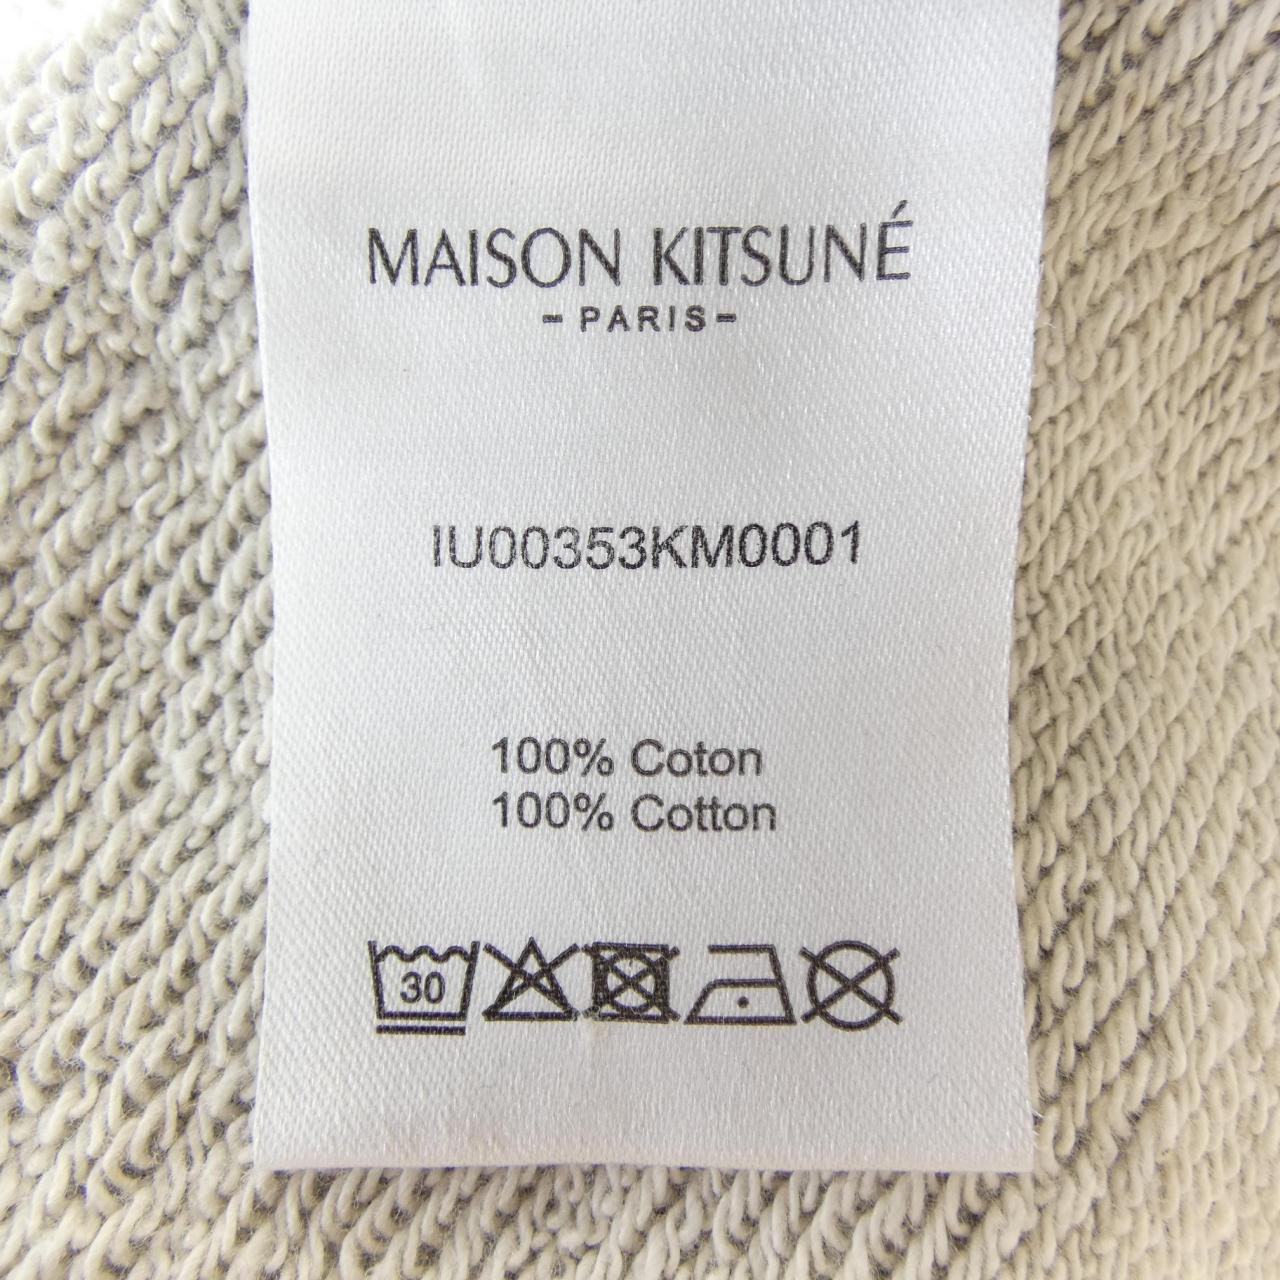 MAISON KITSUNÉ
- PARIS -
IU00353KM0001
100% Coton
100% Cotton
30